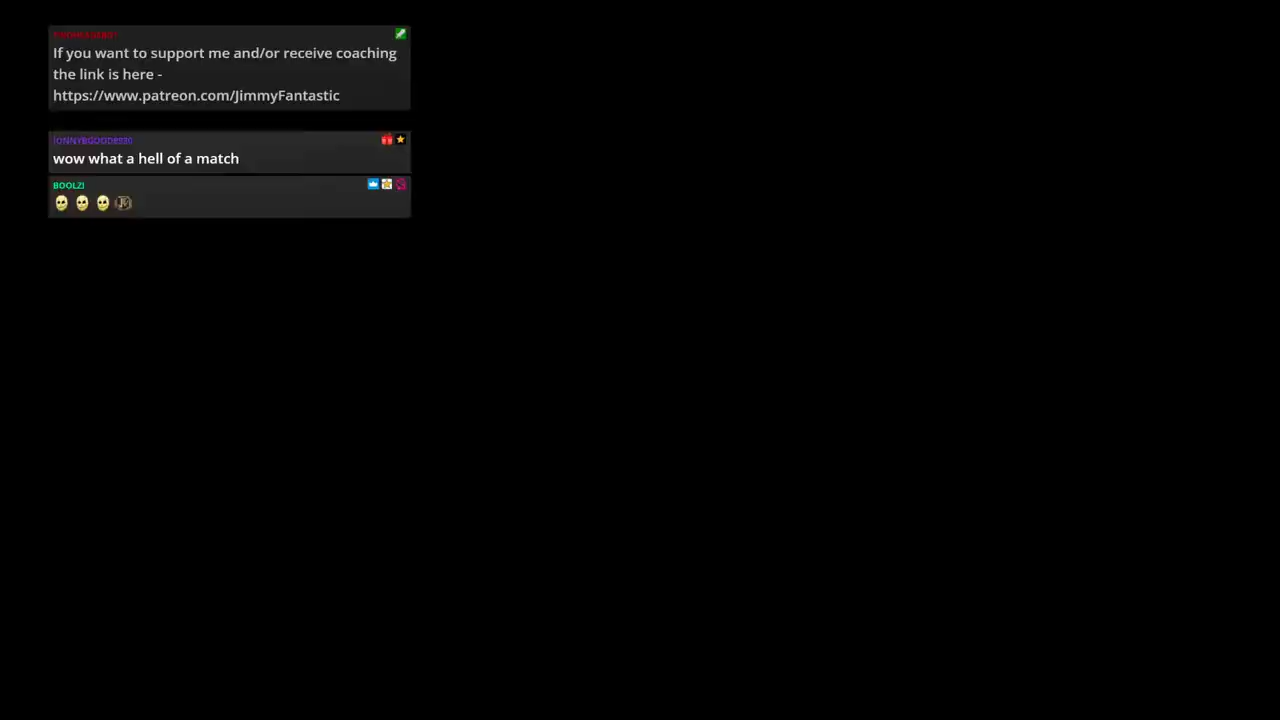 If you want to support me and/or receive coaching
the link is here -
https://www.patreon.com/JimmyFantastic
wow what a hell of a match
BOOLZI